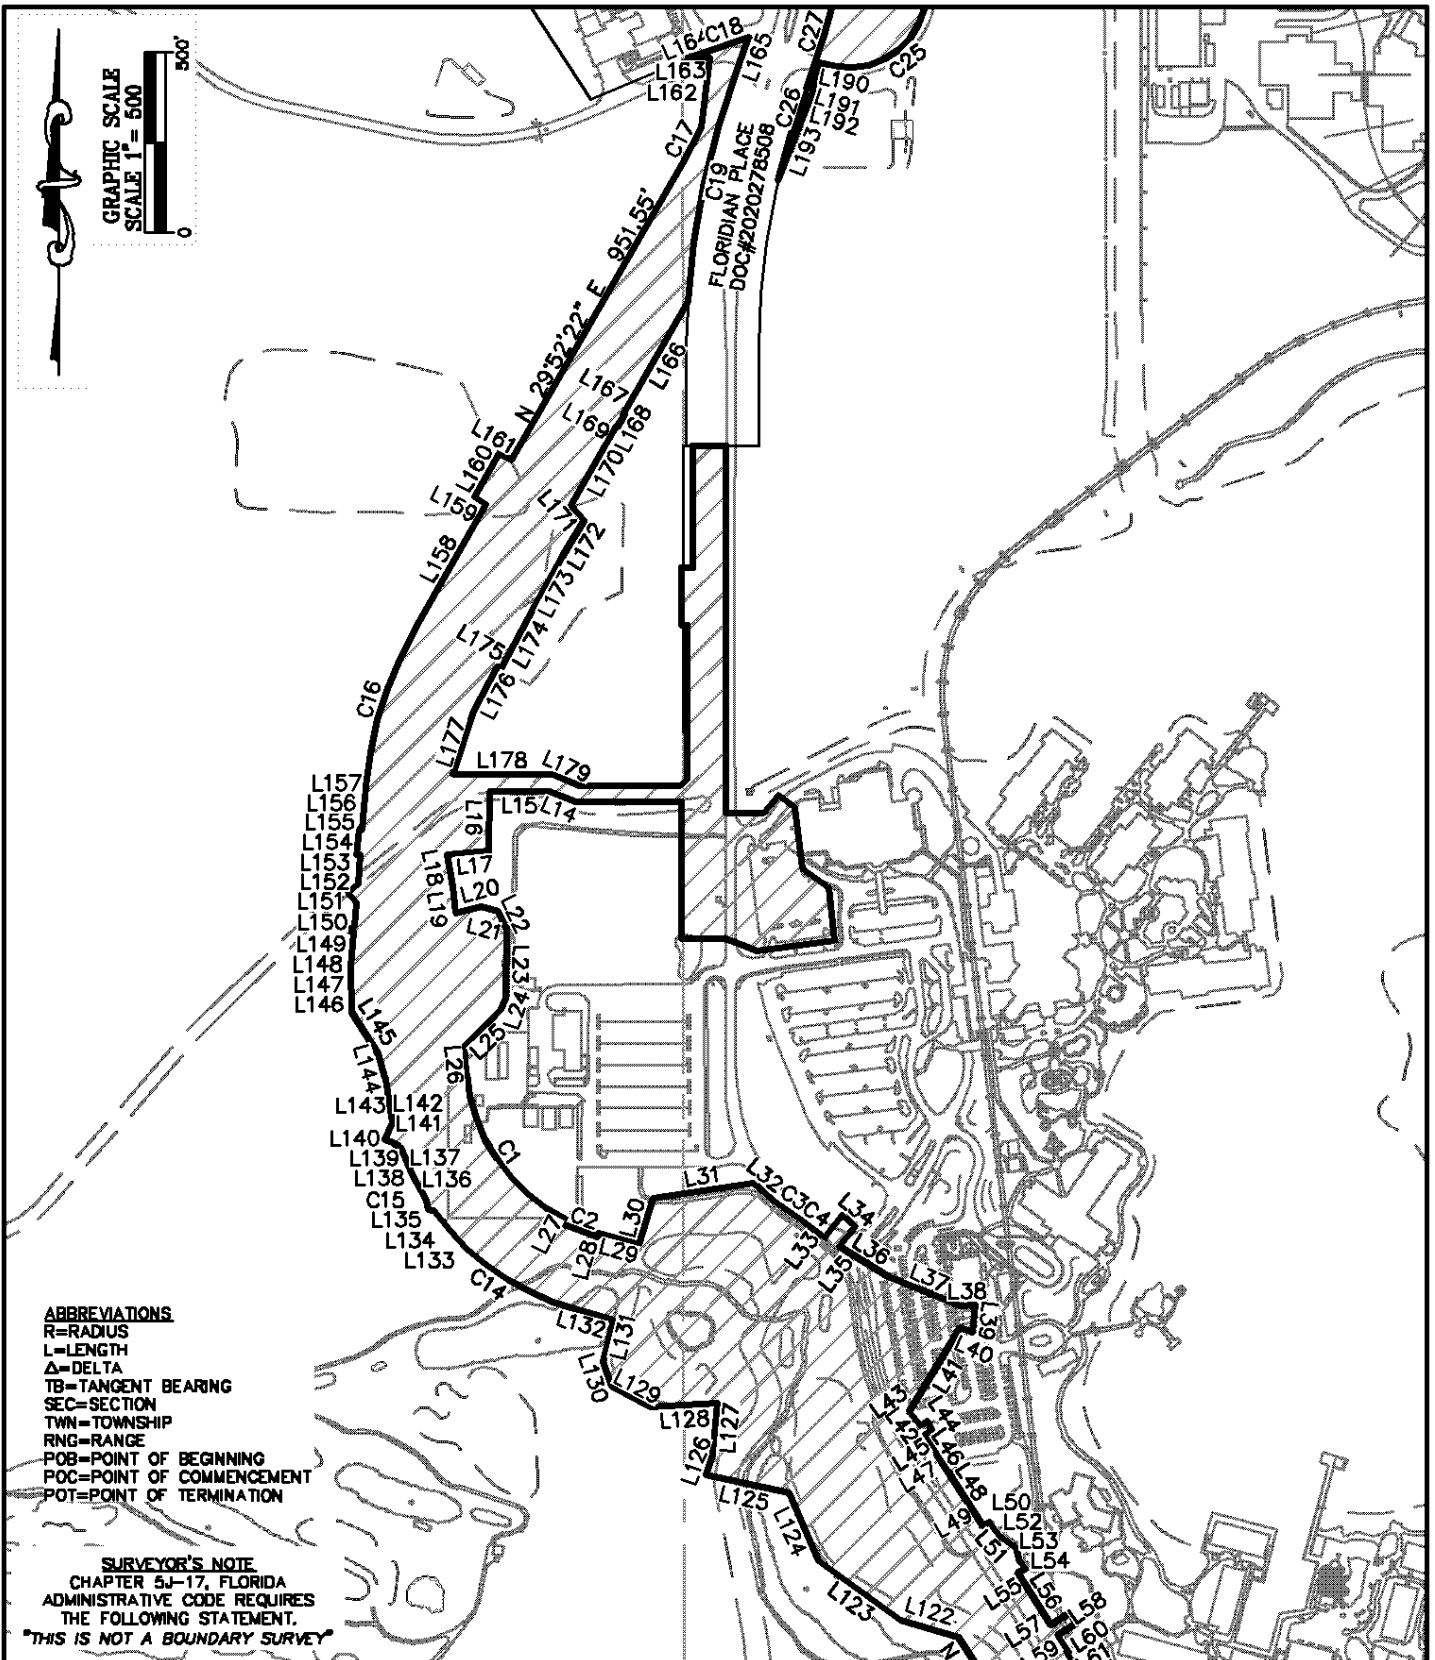 GRAPHIC SCALE
SCALE 1"= 500
500'
0
L164
C18
L165
L163
L162
C17
C19
FLORIDIAN PLACE
DOC#20200278508
C27
C25
C26
L190
L191
L192
L193
N 29°52'22" E 951.55'
L166
L167
L168
L169
L170
L161
L160
L159
L171
L172
L158
L173
L174
L175
L176
C16
L177
L178
L179
L157
L156
L155
L154
L153
L152
L151
L150
L149
L148
L147
L146
L15
L14
L16
L17
L18
L19
L20
L21
L22
L23
L24
L25
L26
L145
L144
L143
L142
L141
L140
L139
L138
L137
L136
C15
L135
L134
L133
C14
C1
C2
L27
L28
L29
L30
L31
L32
C3
C4
L33
L34
L35
L36
L37
L38
L39
L40
L41
L43
L44
L42
L45
L46
L47
L48
L49
L50
L52
L51
L53
L54
L55
L56
L57
L58
L59
L60
L61
L132
L131
L130
L129
L128
L127
L126
L125
L124
L123
L122
N
ABBREVIATIONS
R=RADIUS
L=LENGTH
Δ=DELTA
TB=TANGENT BEARING
SEC=SECTION
TWN=TOWNSHIP
RNG=RANGE
POB=POINT OF BEGINNING
POC=POINT OF COMMENCEMENT
POT=POINT OF TERMINATION
SURVEYOR'S NOTE
CHAPTER 5J-17, FLORIDA
ADMINISTRATIVE CODE REQUIRES
THE FOLLOWING STATEMENT.
"THIS IS NOT A BOUNDARY SURVEY"